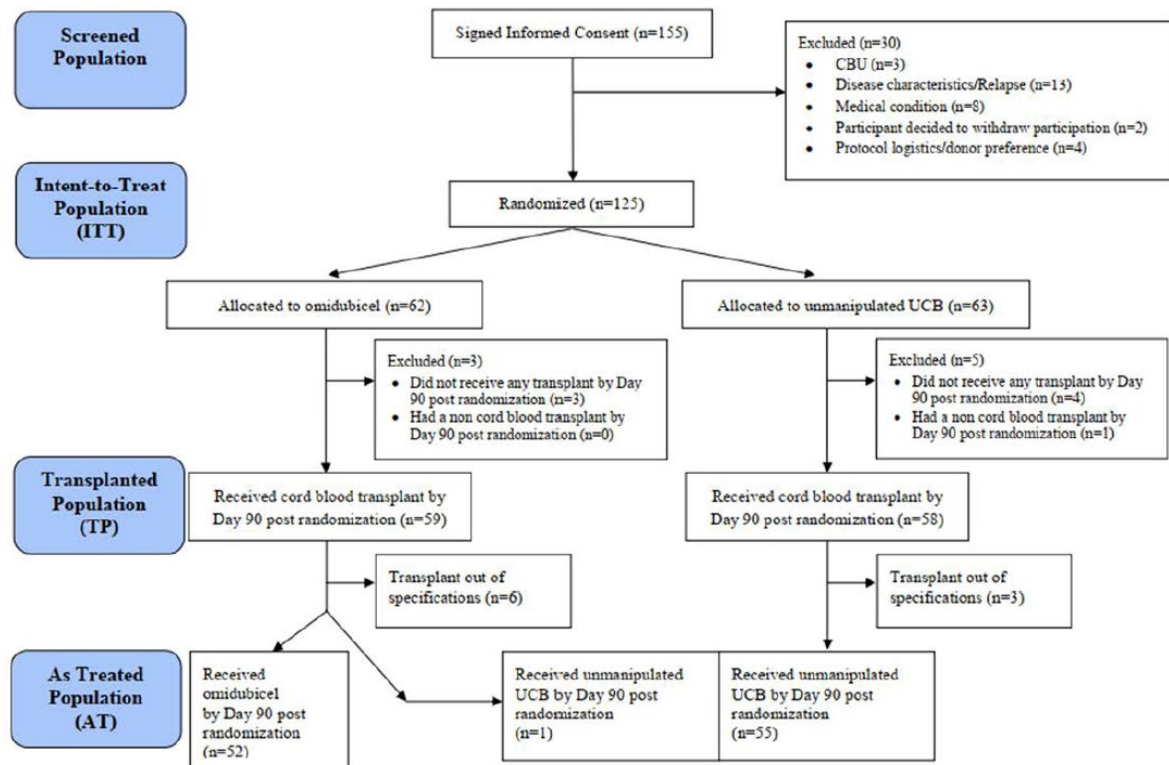 Screened
Population
Signed Informed Consent (n=155)
Excluded (n=30)
• CBU (n=3)
• Disease characteristics/Relapse (n=13)
• Medical condition (n=8)
• Participant decided to withdraw participation (n=2)
• Protocol logistics/donor preference (n=4)
Intent-to-Treat
Population
(ITT)
Randomized (n=125)
Allocated to omidubicel (n=62)
Allocated to unmanipulated UCB (n=63)
Excluded (n=3)
• Did not receive any transplant by Day
90 post randomization (n=3)
• Had a non cord blood transplant by
Day 90 post randomization (n=0)
Excluded (n=5)
• Did not receive any transplant by Day
90 post randomization (n=4)
• Had a non cord blood transplant by
Day 90 post randomization (n=1)
Transplanted
Population
(TP)
Received cord blood transplant by
Day 90 post randomization (n=59)
Received cord blood transplant by
Day 90 post randomization (n=58)
Transplant out of
specifications (n=6)
Transplant out of
specifications (n=3)
As Treated
Population
(AT)
Received
omidubicel
by Day 90 post
randomization
(n=52)
Received unmanipulated
UCB by Day 90 post
randomization
(n=1)
Received unmanipulated
UCB by Day 90 post
randomization
(n=55)